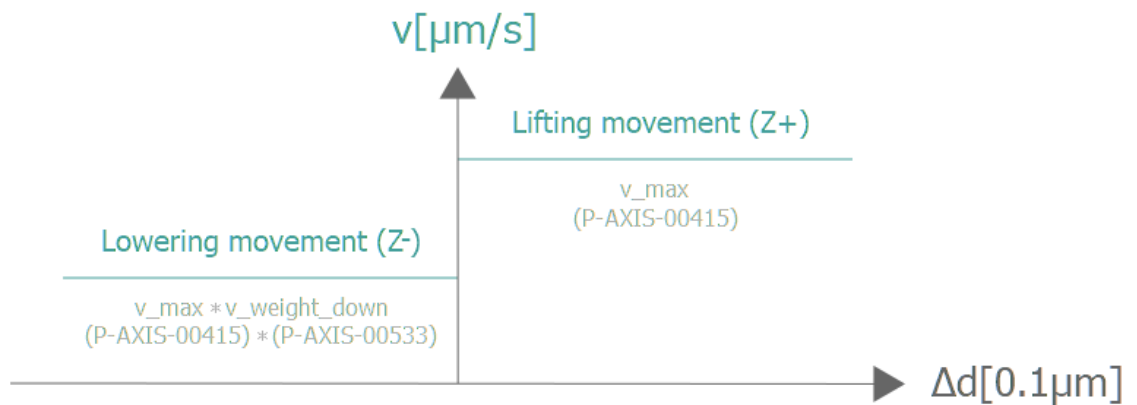 v[µm/s]
Lifting movement (Z+)
v_max
(P-AXIS-00415)
Lowering movement (Z-)
v_max * v_weight_down
(P-AXIS-00415) * (P-AXIS-00533)
Δd[0.1µm]